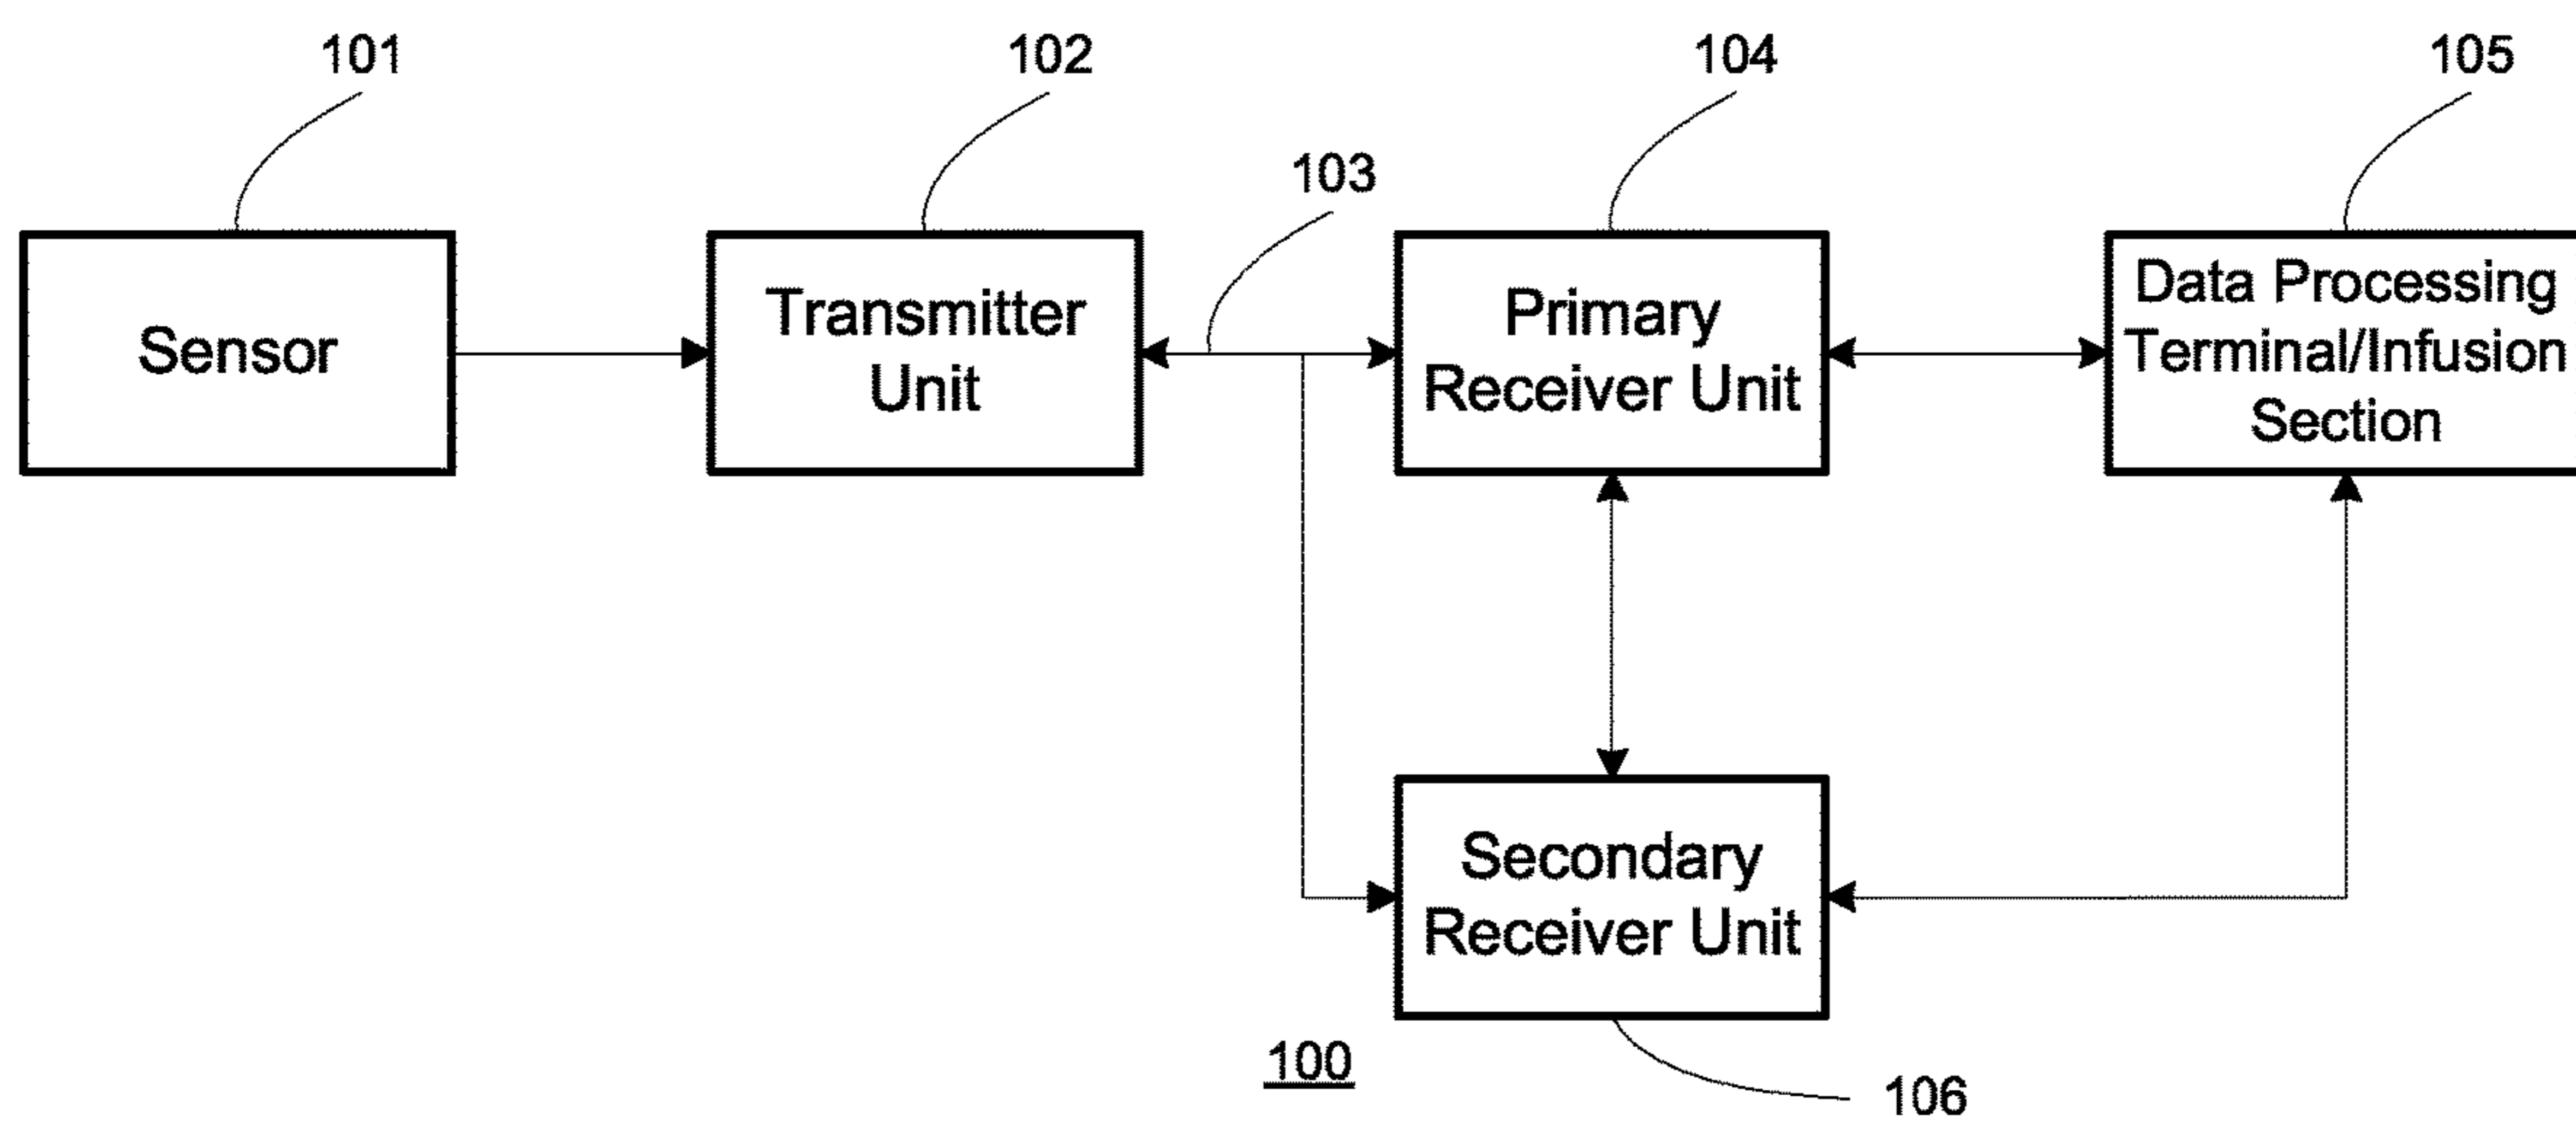 101
102
104
105
103
Sensor
Transmitter
Unit
Primary
Receiver Unit
Data Processing
Terminal/Infusion
Section
Secondary
Receiver Unit
100
106